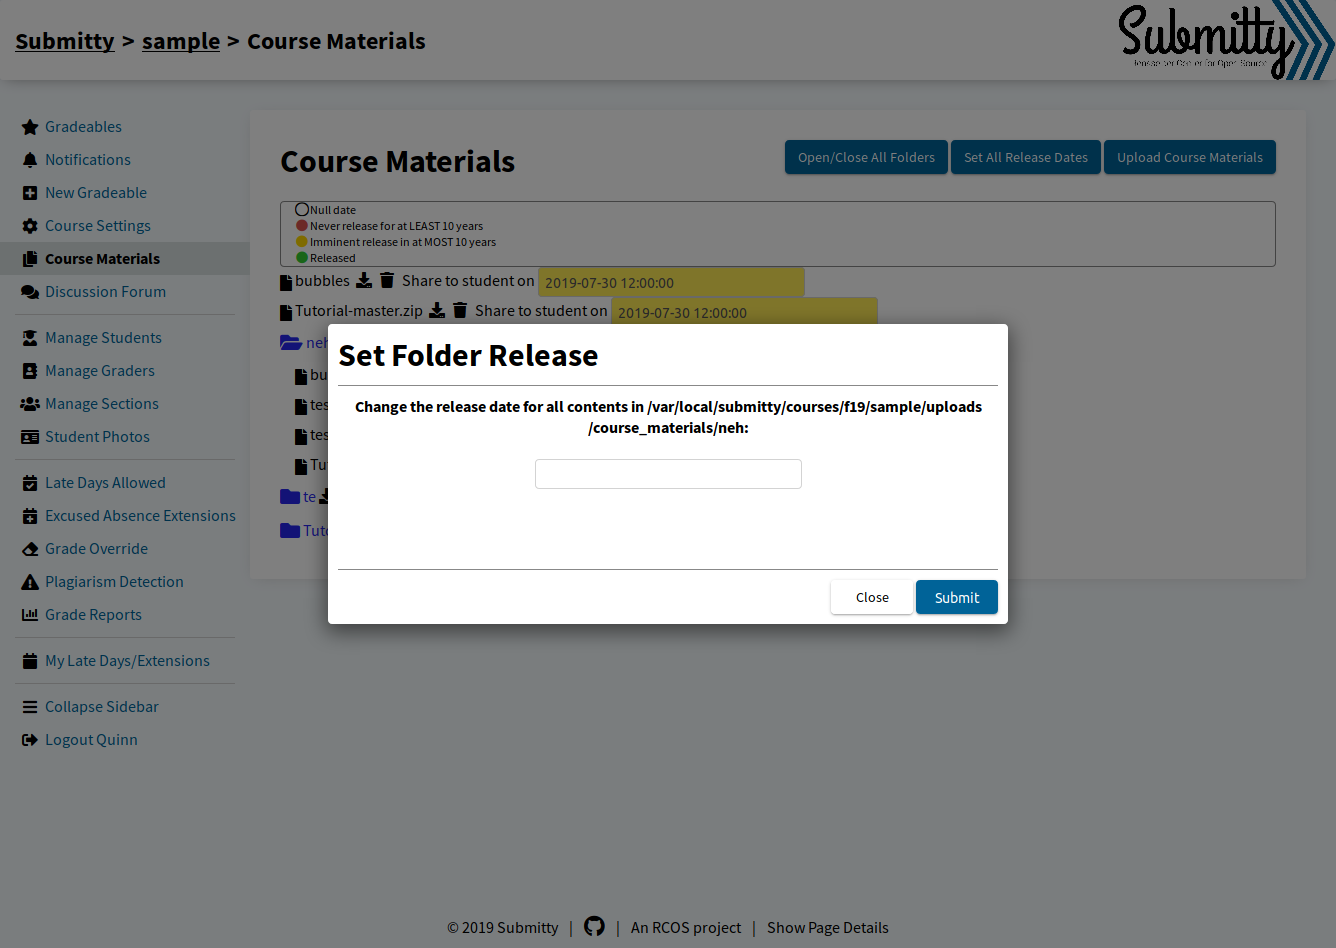 Submitty > sample > Course Materials
Submitty
Rensselaer Center for Open Source
Gradeables
Notifications
New Gradeable
Course Settings
Course Materials
Discussion Forum
Manage Students
Manage Graders
Manage Sections
Student Photos
Late Days Allowed
Excused Absence Extensions
Grade Override
Plagiarism Detection
Grade Reports
My Late Days/Extensions
Collapse Sidebar
Logout Quinn
Course Materials
Open/Close All Folders
Set All Release Dates
Upload Course Materials
Null date
Never release for at LEAST 10 years
Imminent release in at MOST 10 years
Released
bubbles Share to student on 2019-07-30 12:00:00
Tutorial-master.zip Share to student on 2019-07-30 12:00:00
neh
bu
tes
tes
Tu
te
Tuto
Set Folder Release
Change the release date for all contents in /var/local/submitty/courses/f19/sample/uploads
/course_materials/neh:
Close
Submit
© 2019 Submitty | | An RCOS project | Show Page Details